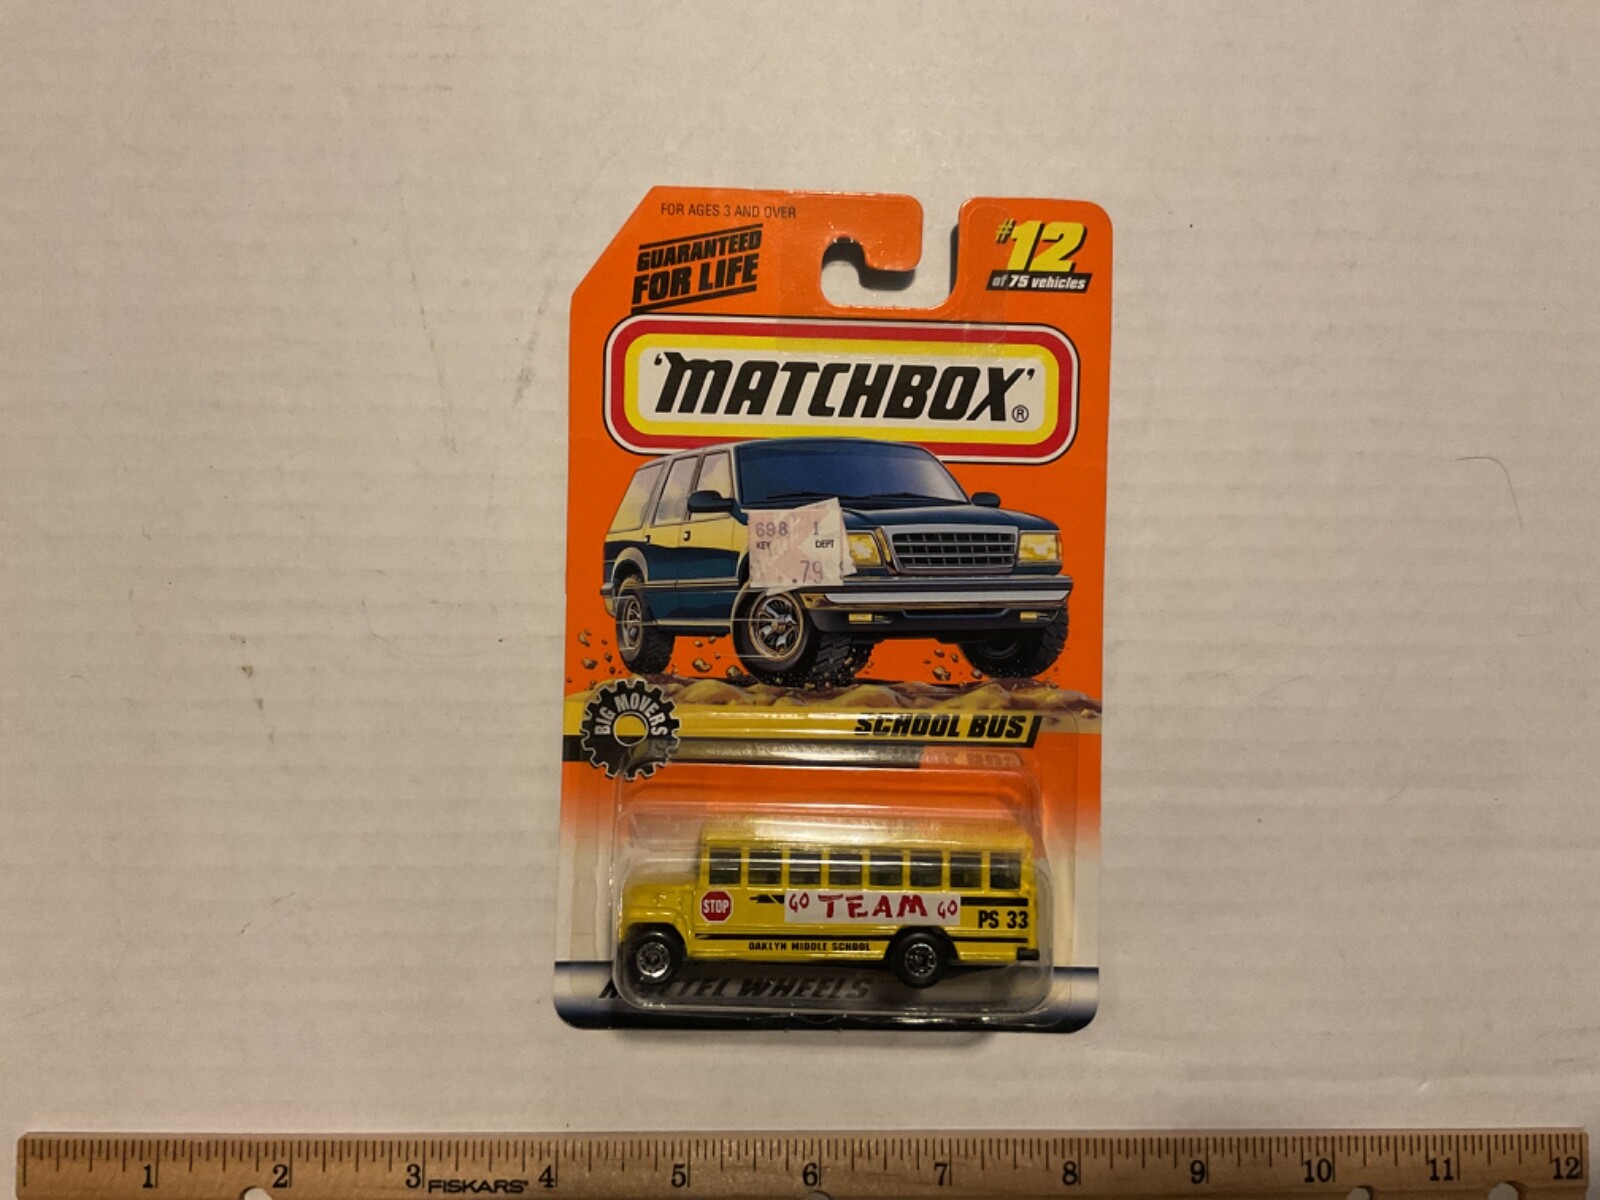 FOR AGES 3 AND OVER
GUARANTEED
FOR LIFE
#12
of 75 vehicles
'MATCHBOX'®
698 1
KEY DEPT
.79
BIG MOVERS
SCHOOL BUS
STOP
GO TEAM GO
PS 33
OAKLYN MIDDLE SCHOOL
MATTEL WHEELS
1 2 3 FISKARS® 4 5 6 7 8 9 10 11 12